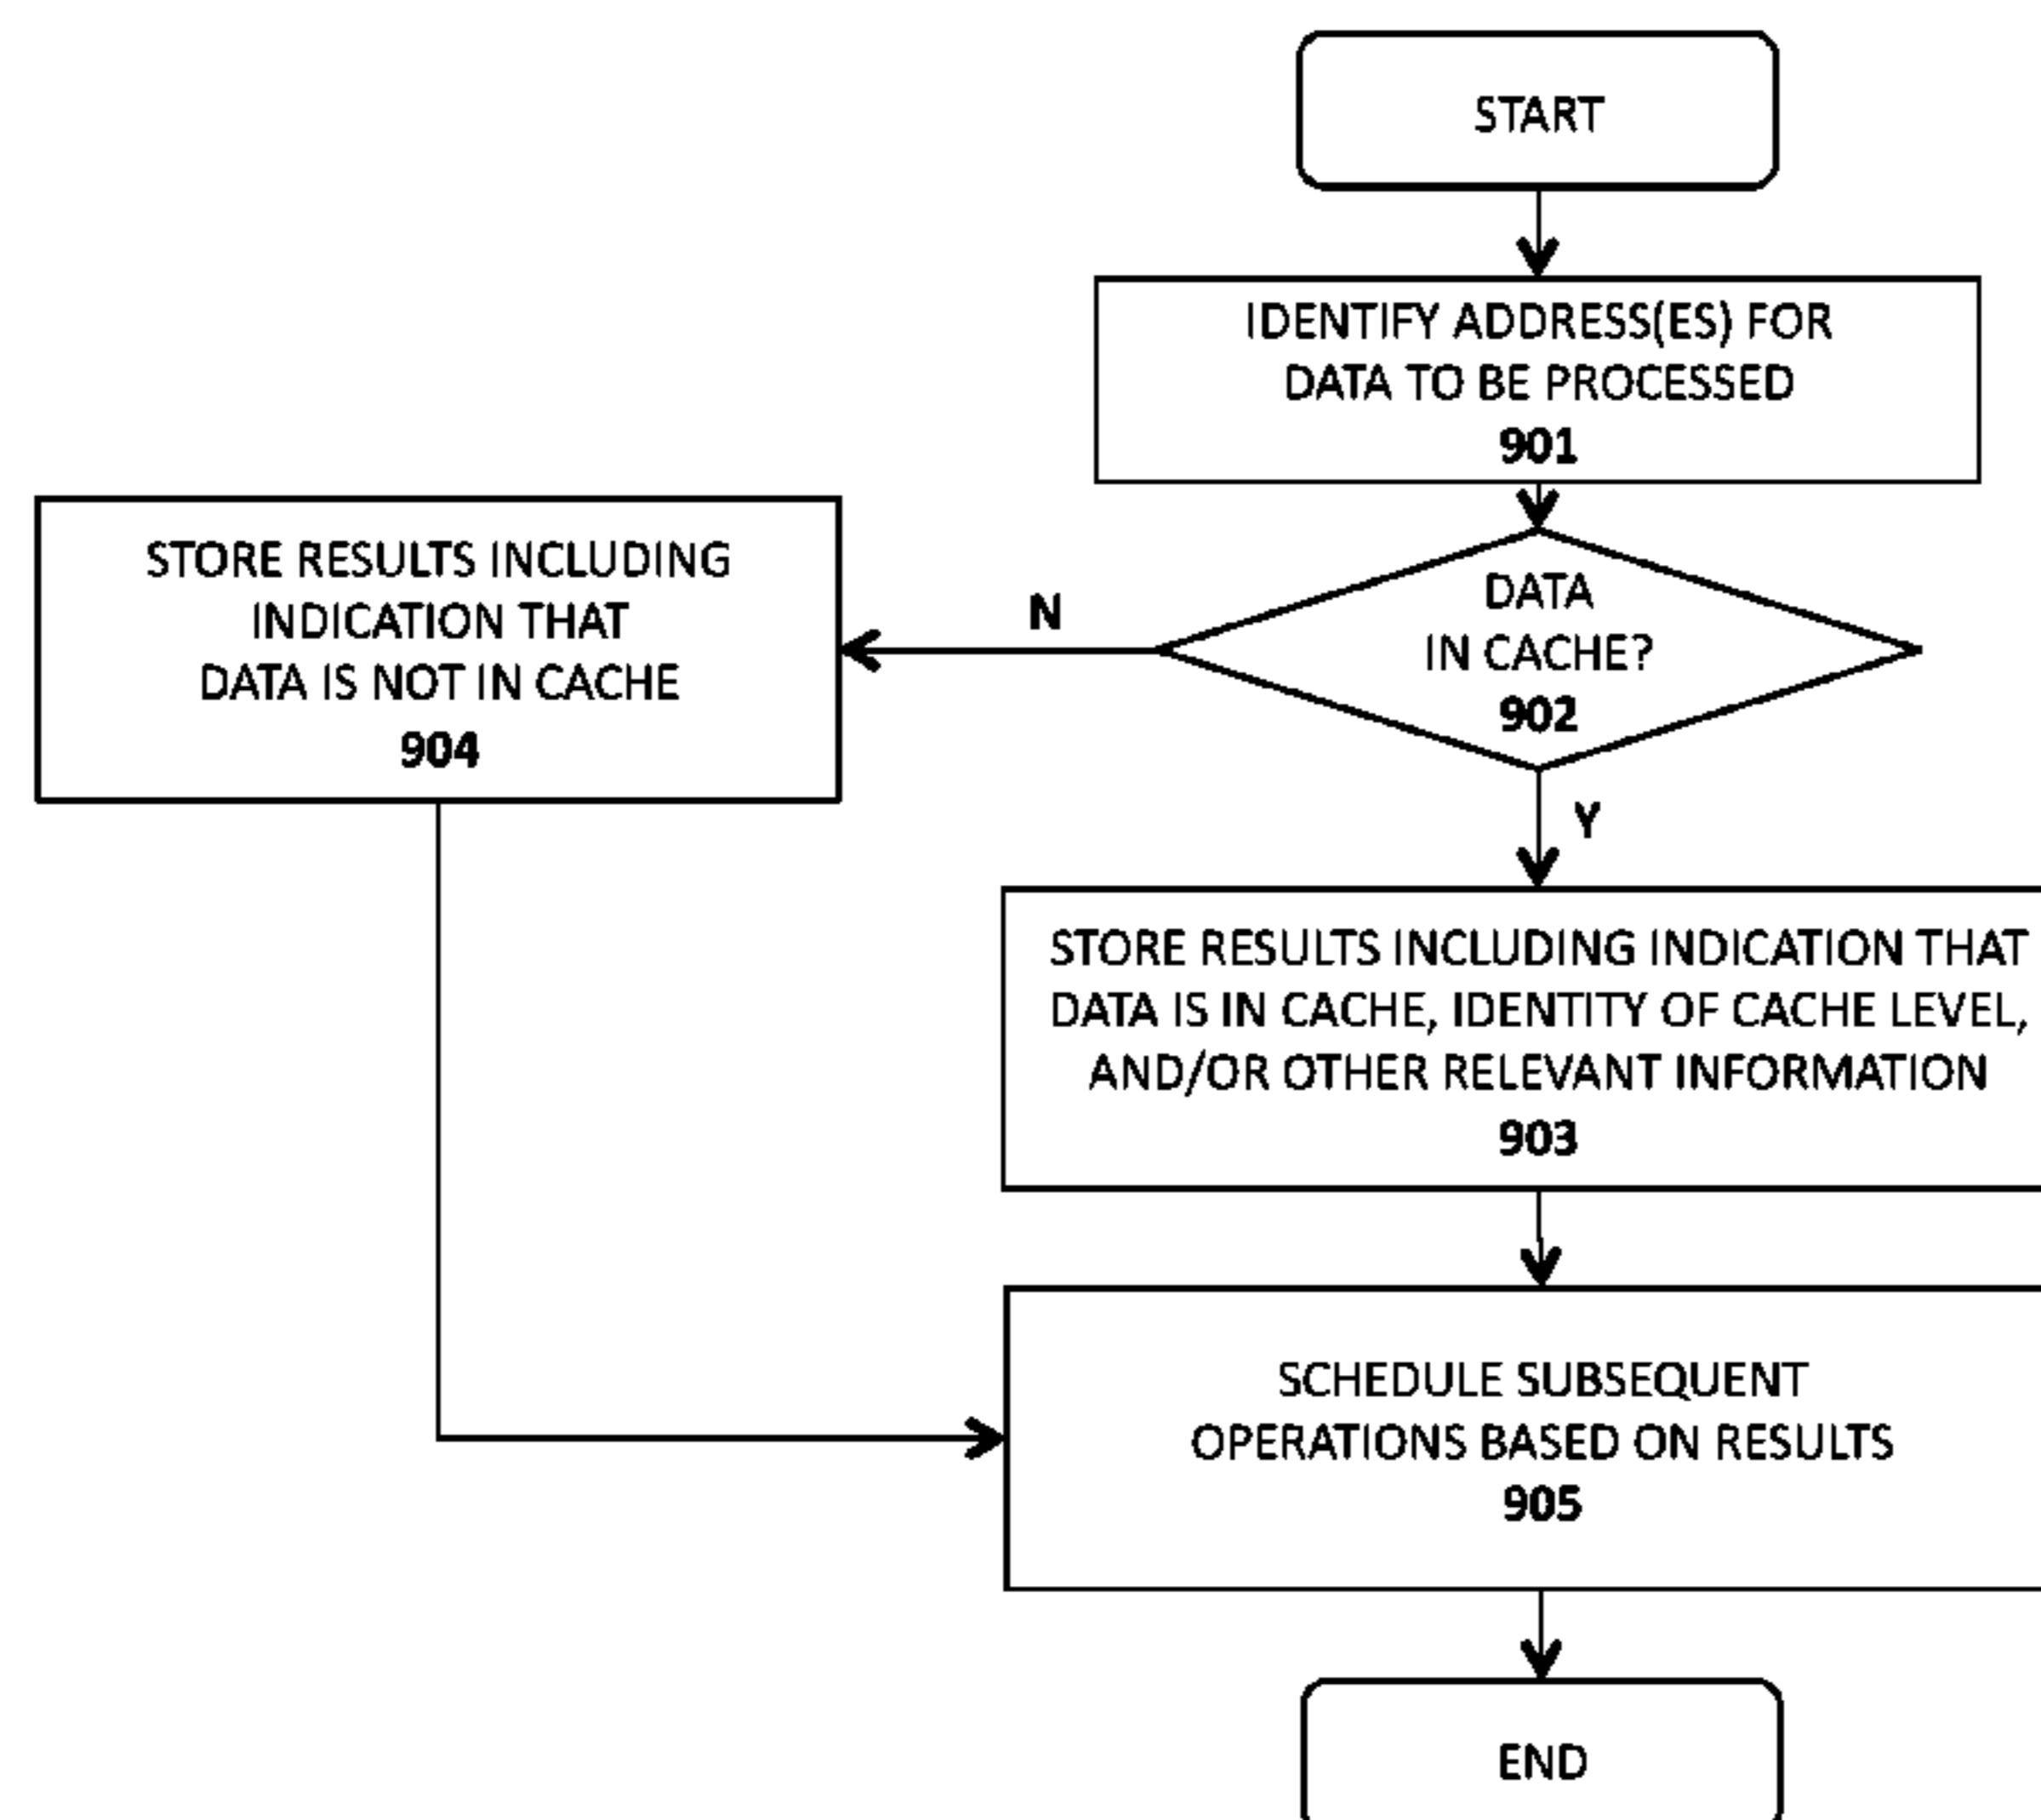 START
IDENTIFY ADDRESS(ES) FOR
DATA TO BE PROCESSED
901
DATA
IN CACHE?
902
N
Y
STORE RESULTS INCLUDING
INDICATION THAT
DATA IS NOT IN CACHE
904
STORE RESULTS INCLUDING INDICATION THAT
DATA IS IN CACHE, IDENTITY OF CACHE LEVEL,
AND/OR OTHER RELEVANT INFORMATION
903
SCHEDULE SUBSEQUENT
OPERATIONS BASED ON RESULTS
905
END